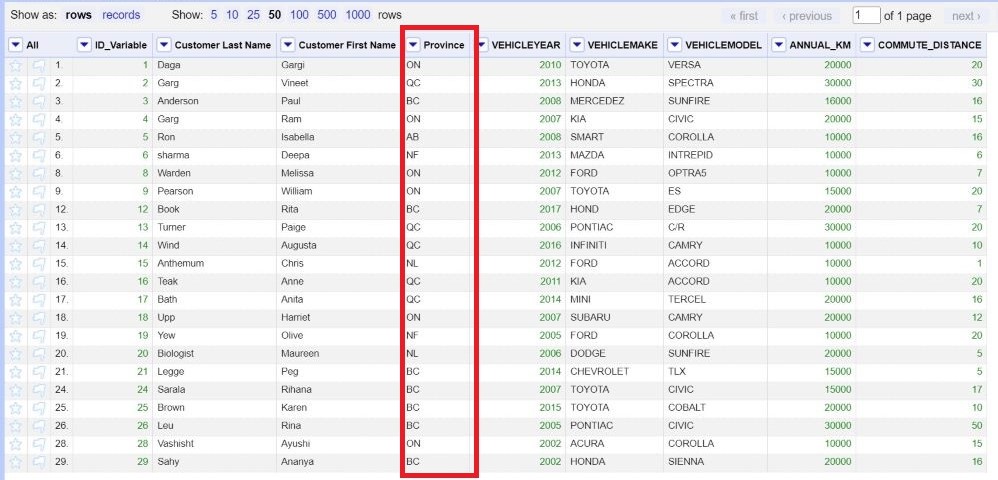 Show as: rows records Show: 5 10 25 50 100 500 1000 rows « first ‹ previous 1 of 1 page next ›
All ID_Variable Customer Last Name Customer First Name Province VEHICLEYEAR VEHICLEMAKE VEHICLEMODEL ANNUAL_KM COMMUTE_DISTANCE
1. 1 Daga Gargi ON 2010 TOYOTA VERSA 20000 20
2. 2 Garg Vineet QC 2013 HONDA SPECTRA 30000 30
3. 3 Anderson Paul BC 2008 MERCEDEZ SUNFIRE 16000 16
4. 4 Garg Ram ON 2007 KIA CIVIC 20000 15
5. 5 Ron Isabella AB 2008 SMART COROLLA 10000 16
6. 6 sharma Deepa NF 2013 MAZDA INTREPID 10000 6
8. 8 Warden Melissa ON 2012 FORD OPTRA5 10000 7
9. 9 Pearson William ON 2007 TOYOTA ES 15000 20
12. 12 Book Rita BC 2017 HOND EDGE 20000 7
13. 13 Turner Paige QC 2006 PONTIAC C/R 30000 20
14. 14 Wind Augusta QC 2016 INFINITI CAMRY 10000 10
15. 15 Anthemum Chris NL 2012 FORD ACCORD 10000 1
16. 16 Teak Anne QC 2011 KIA ACCORD 10000 20
17. 17 Bath Anita QC 2014 MINI TERCEL 20000 16
18. 18 Upp Harriet ON 2007 SUBARU CAMRY 20000 12
19. 19 Yew Olive NF 2005 FORD COROLLA 10000 20
20. 20 Biologist Maureen NL 2006 DODGE SUNFIRE 20000 5
21. 21 Legge Peg BC 2014 CHEVROLET TLX 15000 5
24. 24 Sarala Rihana BC 2007 TOYOTA CIVIC 15000 17
25. 25 Brown Karen BC 2015 TOYOTA COBALT 20000 10
26. 26 Leu Rina BC 2005 PONTIAC CIVIC 30000 50
28. 28 Vashisht Ayushi ON 2002 ACURA COROLLA 10000 15
29. 29 Sahy Ananya BC 2002 HONDA SIENNA 20000 16